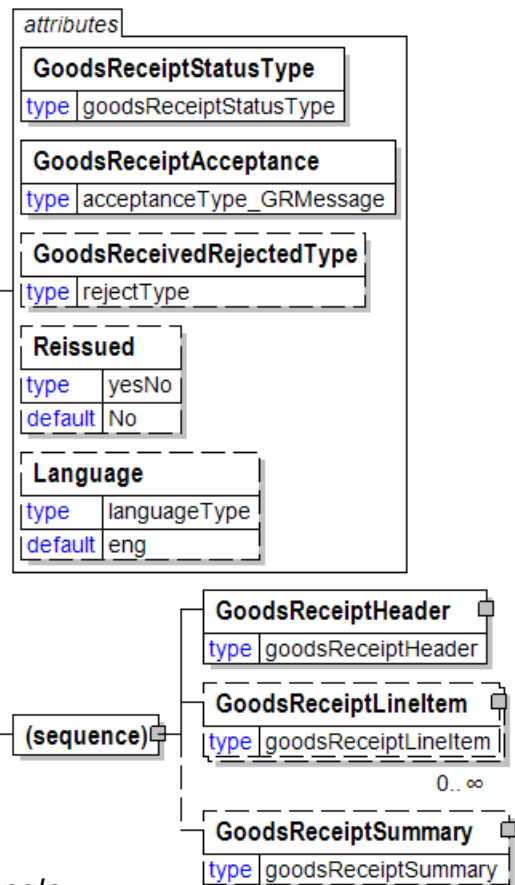 attributes
GoodsReceiptStatusType
type goodsReceiptStatusType
GoodsReceiptAcceptance
type acceptanceType_GRMessage
GoodsReceivedRejectedType
type rejectType
Reissued
type yesNo
default No
Language
type languageType
default eng
GoodsReceiptHeader
type goodsReceiptHeader
GoodsReceiptLineItem
(sequence) type goodsReceiptLineItem
0.. ∞
GoodsReceiptSummary
type goodsReceiptSummary